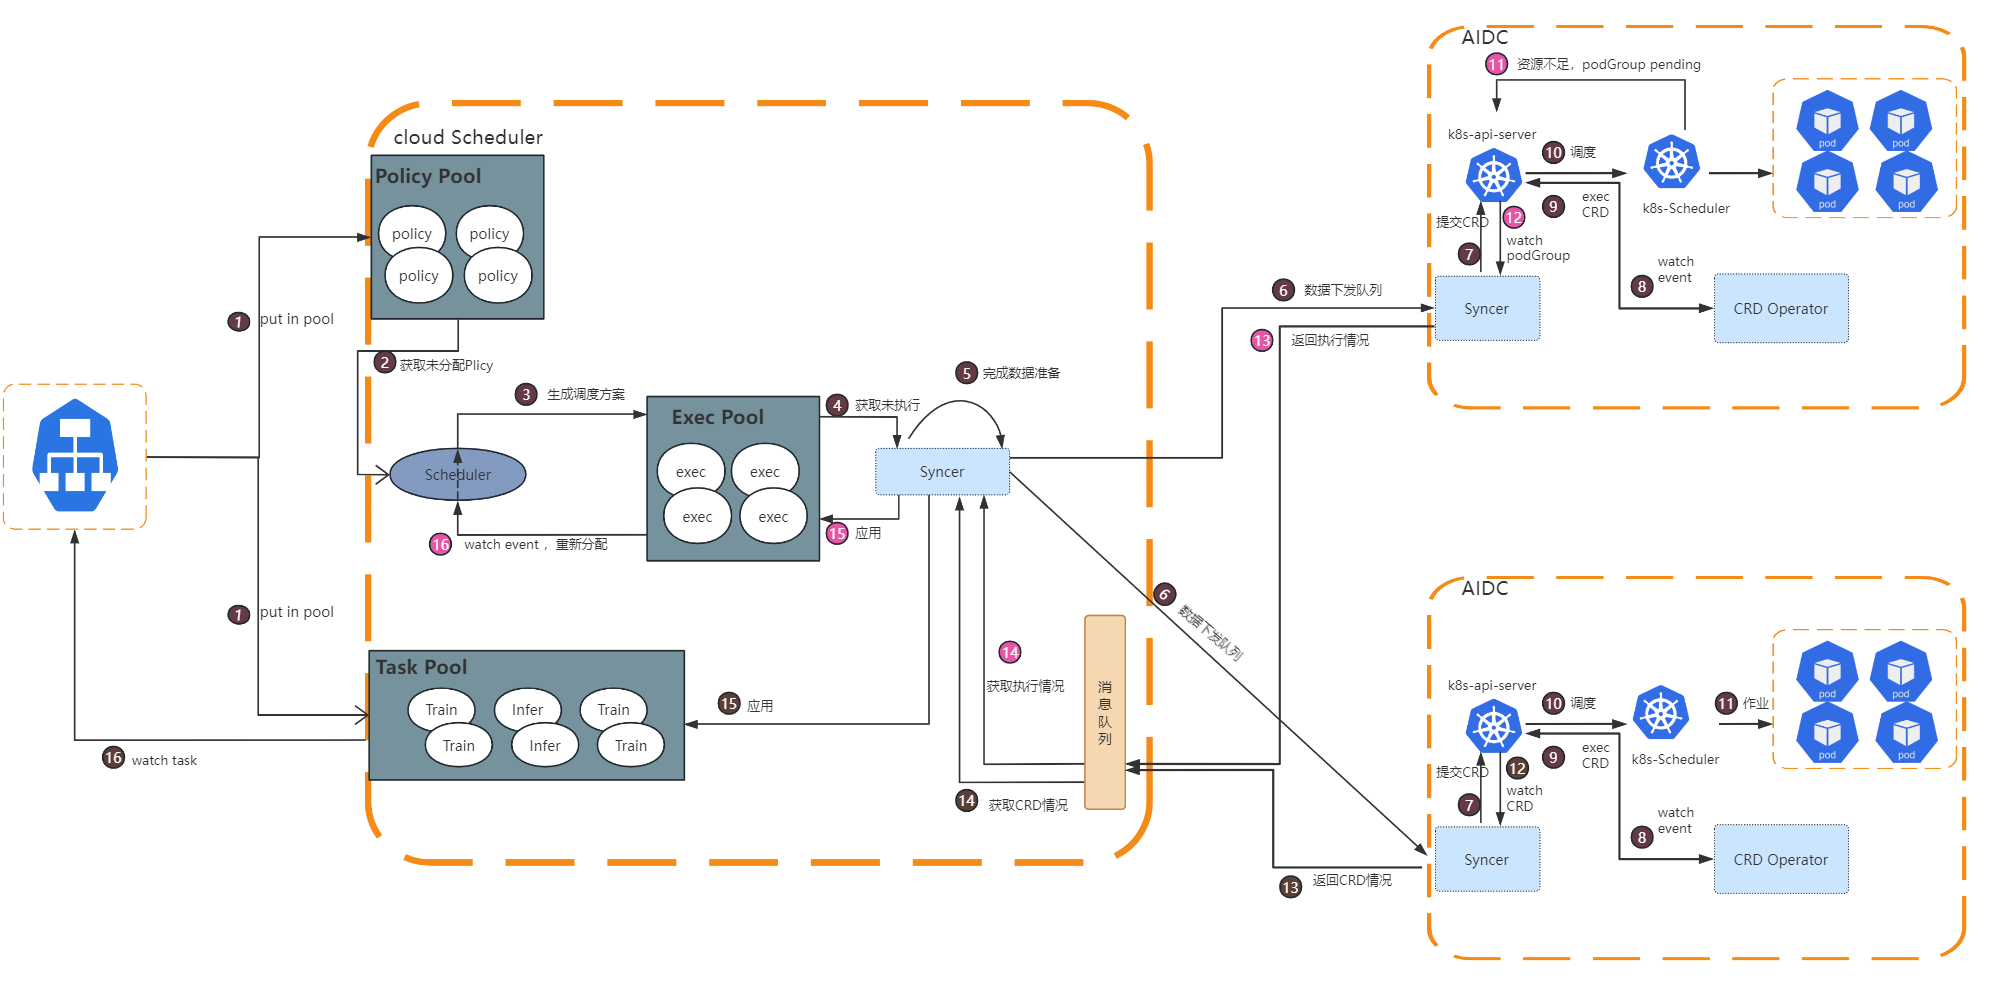 cloud Scheduler
Policy Pool
policy
policy
policy
policy
1
put in pool
2
获取未分配Plicy
3
生成调度方案
Scheduler
Exec Pool
exec
exec
exec
exec
4
获取未执行
5
完成数据准备
Syncer
15
应用
16
watch event ，重新分配
1
put in pool
Task Pool
Train
Infer
Train
Train
Infer
Train
15
应用
16
watch task
14
获取执行情况
14
获取CRD情况
消
息
队
列
6
数据下发队列
13
返回执行情况
6
数据下发队列
13
返回CRD情况
AIDC
11
资源不足，podGroup pending
k8s-api-server
10
调度
9
exec
CRD
k8s-Scheduler
pod
pod
pod
pod
提交CRD
12
7
watch
podGroup
8
watch
event
Syncer
CRD Operator
AIDC
k8s-api-server
10
调度
9
exec
CRD
k8s-Scheduler
11
作业
pod
pod
pod
pod
提交CRD
12
7
watch
CRD
8
watch
event
Syncer
CRD Operator